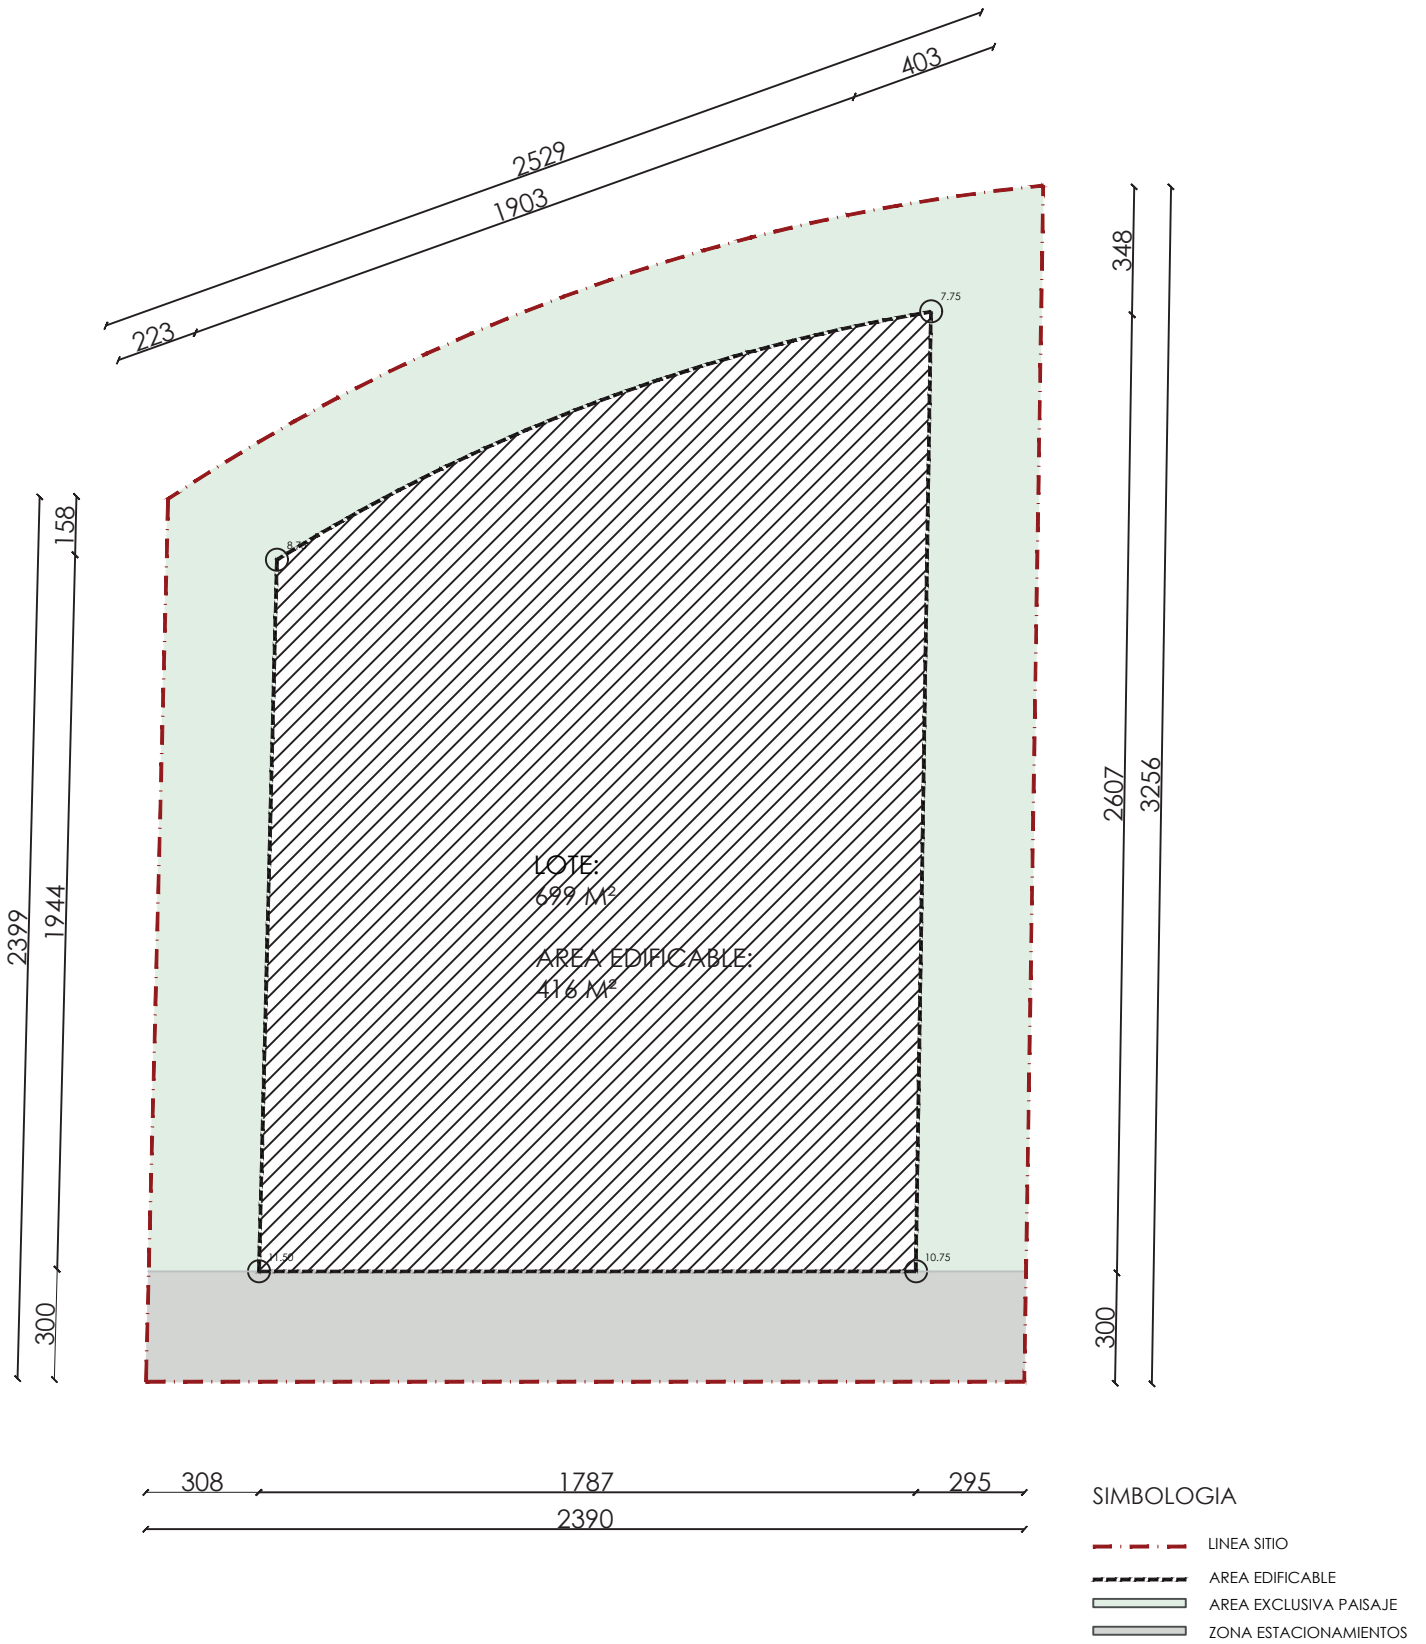 403
2529
1903
223
348
7.75
158
2607
3256
LOTE:
699 M²
1944
2399
AREA EDIFICABLE:
416 M²
11.50
10.75
300
300
308
1787
295
2390
SIMBOLOGIA
LINEA SITIO
AREA EDIFICABLE
AREA EXCLUSIVA PAISAJE
ZONA ESTACIONAMIENTOS